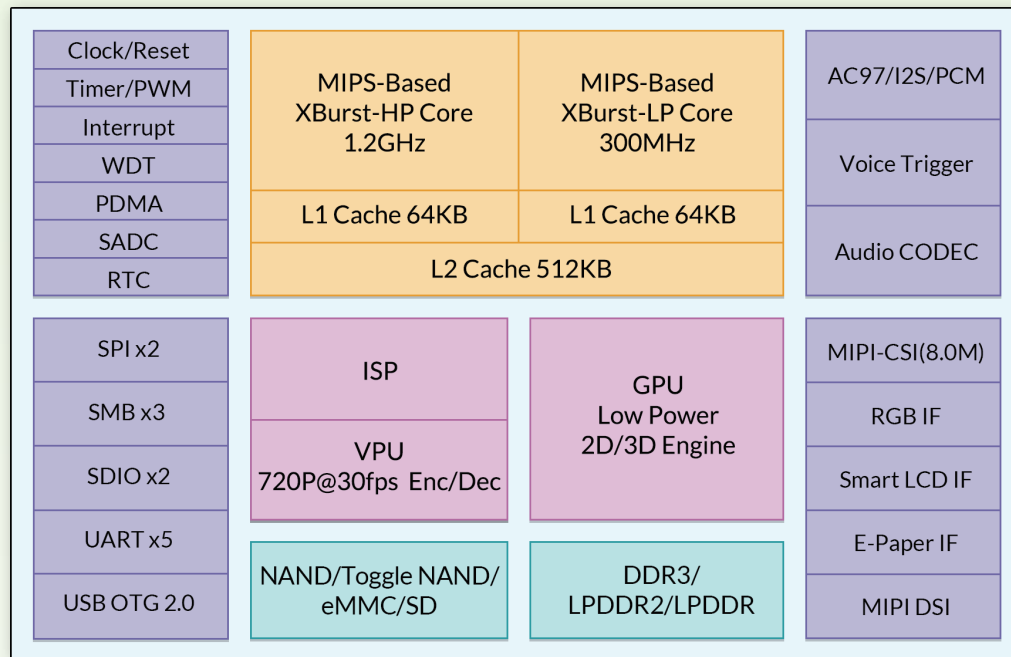 Clock/Reset
Timer/PWM
Interrupt
WDT
PDMA
SADC
RTC
MIPS-Based
XBurst-HP Core
1.2GHz
MIPS-Based
XBurst-LP Core
300MHz
L1 Cache 64KB
L1 Cache 64KB
L2 Cache 512KB
AC97/I2S/PCM
Voice Trigger
Audio CODEC
SPI x2
SMB x3
SDIO x2
UART x5
USB OTG 2.0
ISP
VPU
720P@30fps Enc/Dec
GPU
Low Power
2D/3D Engine
NAND/Toggle NAND/
eMMC/SD
DDR3/
LPDDR2/LPDDR
MIPI-CSI(8.0M)
RGB IF
Smart LCD IF
E-Paper IF
MIPI DSI